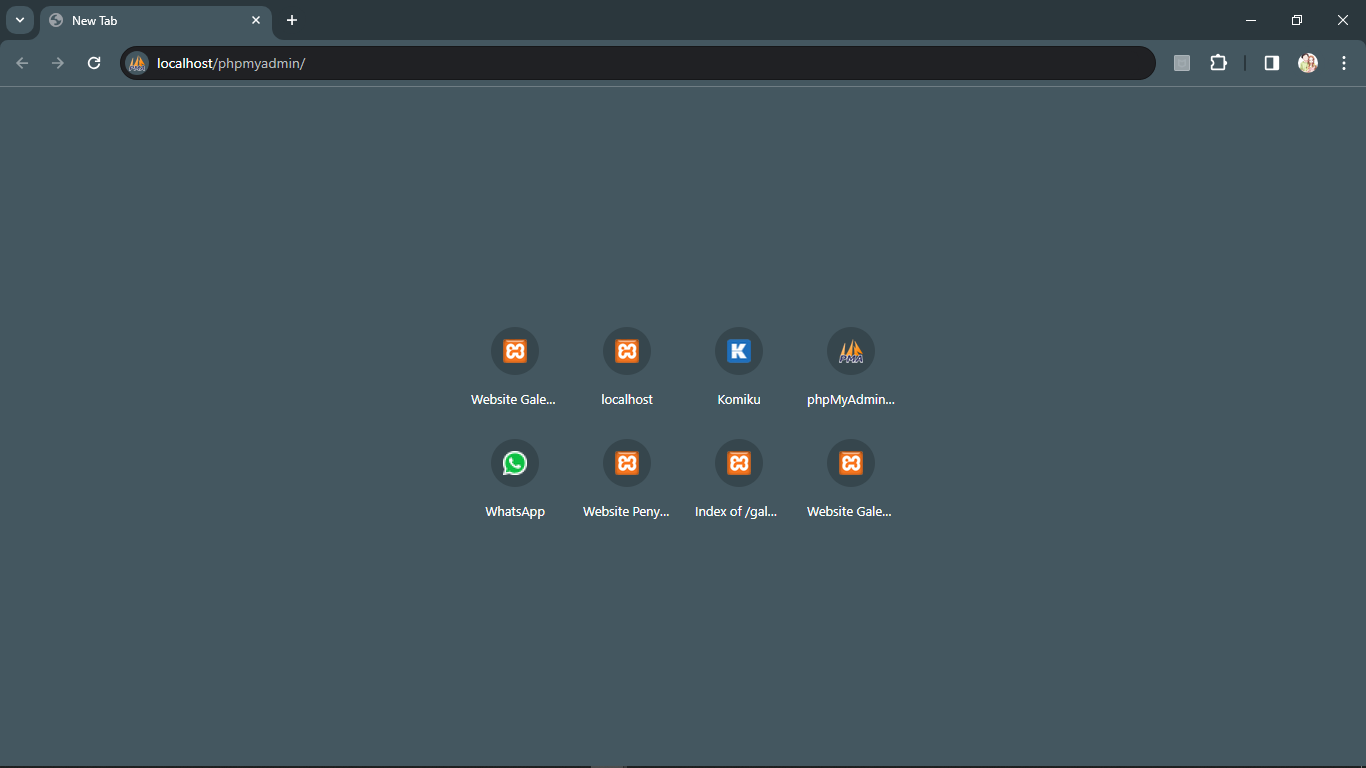 New Tab
localhost/phpmyadmin/
Website Gale...
localhost
Komiku
phpMyAdmin...
WhatsApp
Website Peny...
Index of /gal...
Website Gale...